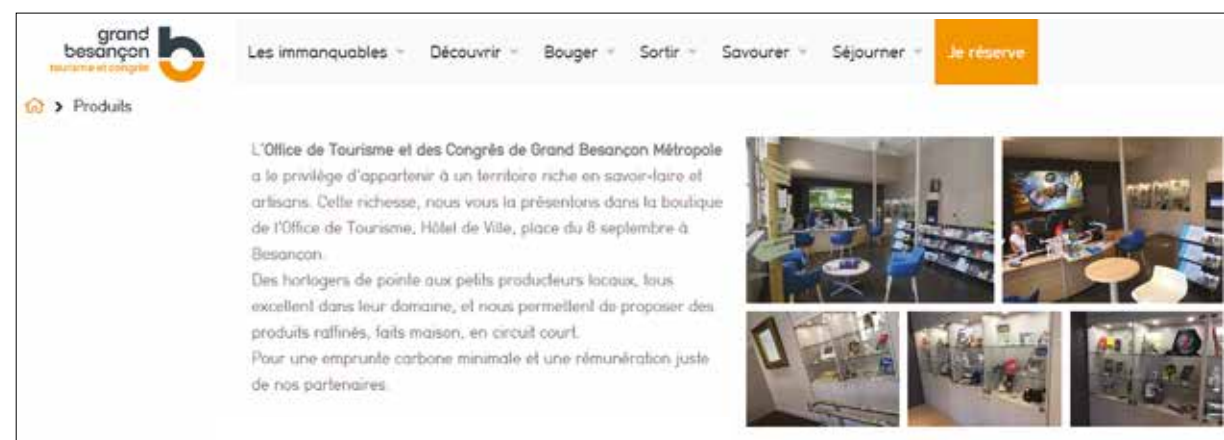 grand
besançon
tourisme et congrès
Les immanquables
Découvrir
Bouger
Sortir
Savourer
Séjourner
Je réserve
> Produits
L'Office de Tourisme et des Congrès de Grand Besançon Métropole
a le privilège d'appartenir à un territoire riche en savoir-faire et
artisans. Cette richesse, nous vous la présentons dans la boutique
de l'Office de Tourisme, Hôtel de Ville, place du 8 septembre à
Besançon.
Des horlogers de pointe aux petits producteurs locaux, tous
excellent dans leur domaine, et nous permettent de proposer des
produits raffinés, faits maison, en circuit court.
Pour une emprunte carbone minimale et une rémunération juste
de nos partenaires.